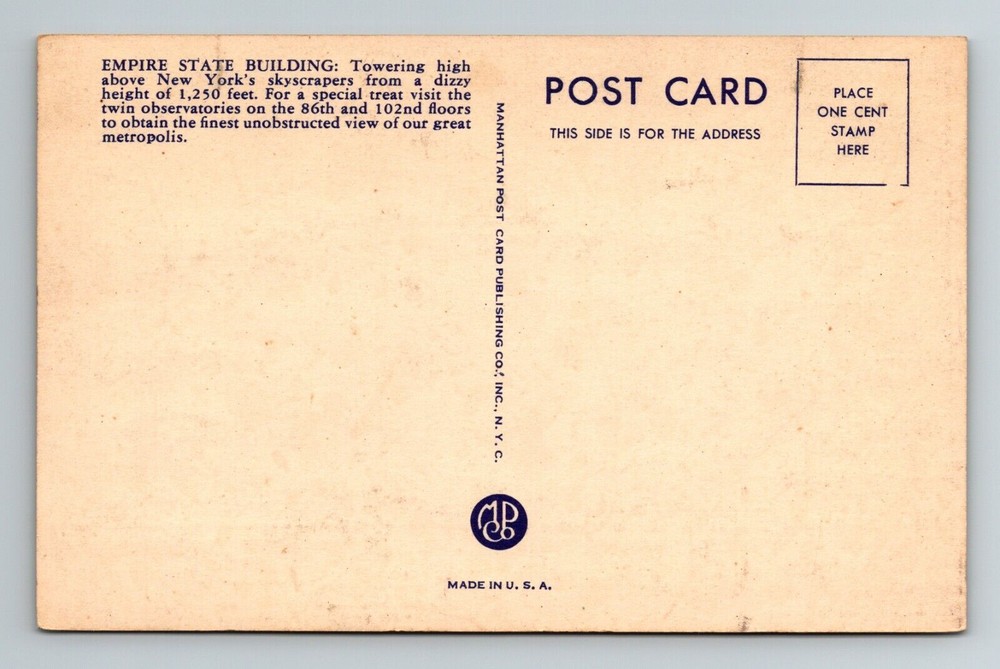 EMPIRE STATE BUILDING: Towering high
above New York's skyscrapers from a dizzy
height of 1,250 feet. For a special treat visit the
twin observatories on the 86th and 102nd floors
to obtain the finest unobstructed view of our great
metropolis.
MANHATTAN POST CARD PUBLISHING CO., INC., N. Y. C.
POST CARD
THIS SIDE IS FOR THE ADDRESS
PLACE
ONE CENT
STAMP
HERE
MP
Co
MADE IN U. S. A.